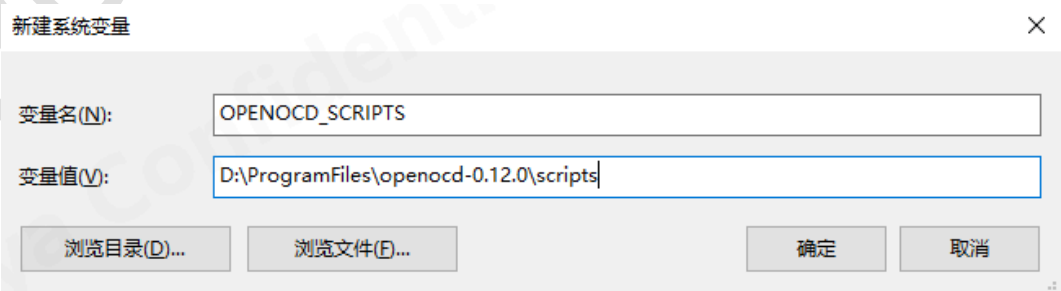 新建系统变量
变量名(N):
OPENOCD_SCRIPTS
变量值(V):
D:\ProgramFiles\openocd-0.12.0\scripts
浏览目录(D)...
浏览文件(F)...
确定
取消